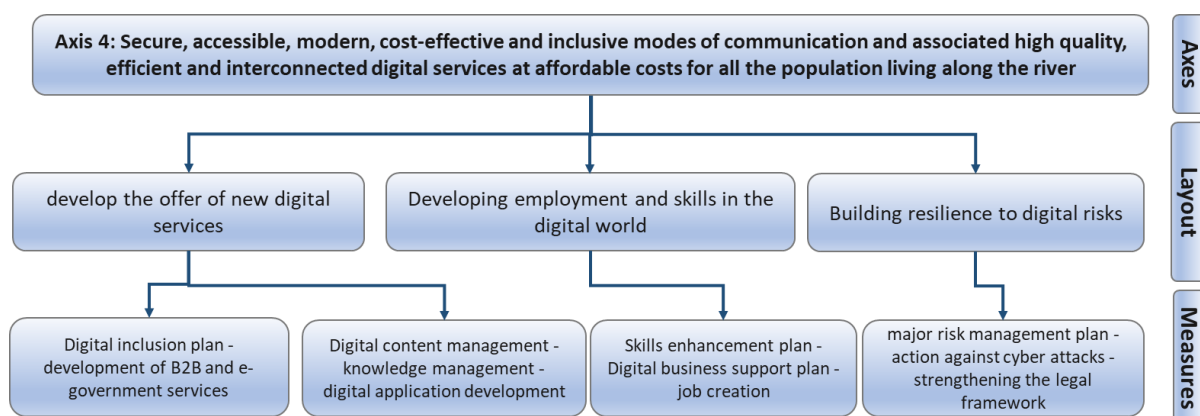 Axis 4: Secure, accessible, modern, cost-effective and inclusive modes of communication and associated high quality,
efficient and interconnected digital services at affordable costs for all the population living along the river
Axes
develop the offer of new digital
services
Developing employment and skills in the
digital world
Building resilience to digital risks
Layout
Digital inclusion plan -
development of B2B and e-
government services
Digital content management -
knowledge management -
digital application development
Skills enhancement plan -
Digital business support plan -
job creation
major risk management plan -
action against cyber attacks -
strengthening the legal
framework
Measures